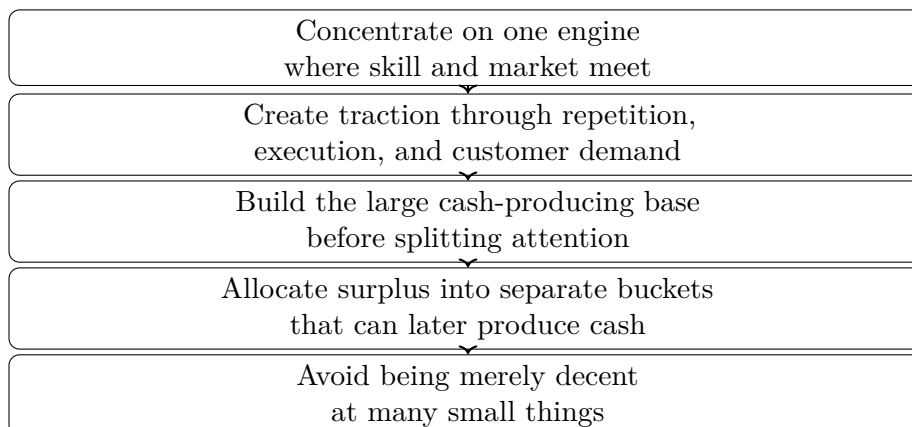 Concentrate on one engine
where skill and market meet
Create traction through repetition,
execution, and customer demand
Build the large cash-producing base
before splitting attention
Allocate surplus into separate buckets
that can later produce cash
Avoid being merely decent
at many small things